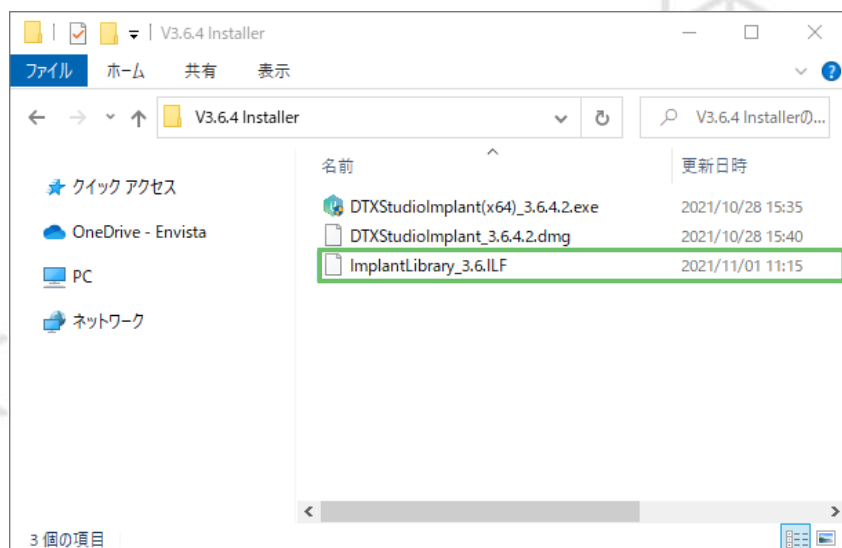 V3.6.4 Installer
ファイル ホーム 共有 表示
V3.6.4 Installer
V3.6.4 Installerの...
名前 更新日時
クイック アクセス
OneDrive - Envista
PC
ネットワーク
DTXStudioImplant(x64)_3.6.4.2.exe 2021/10/28 15:35
DTXStudioImplant_3.6.4.2.dmg 2021/10/28 15:40
ImplantLibrary_3.6.ILF 2021/11/01 11:15
3 個の項目